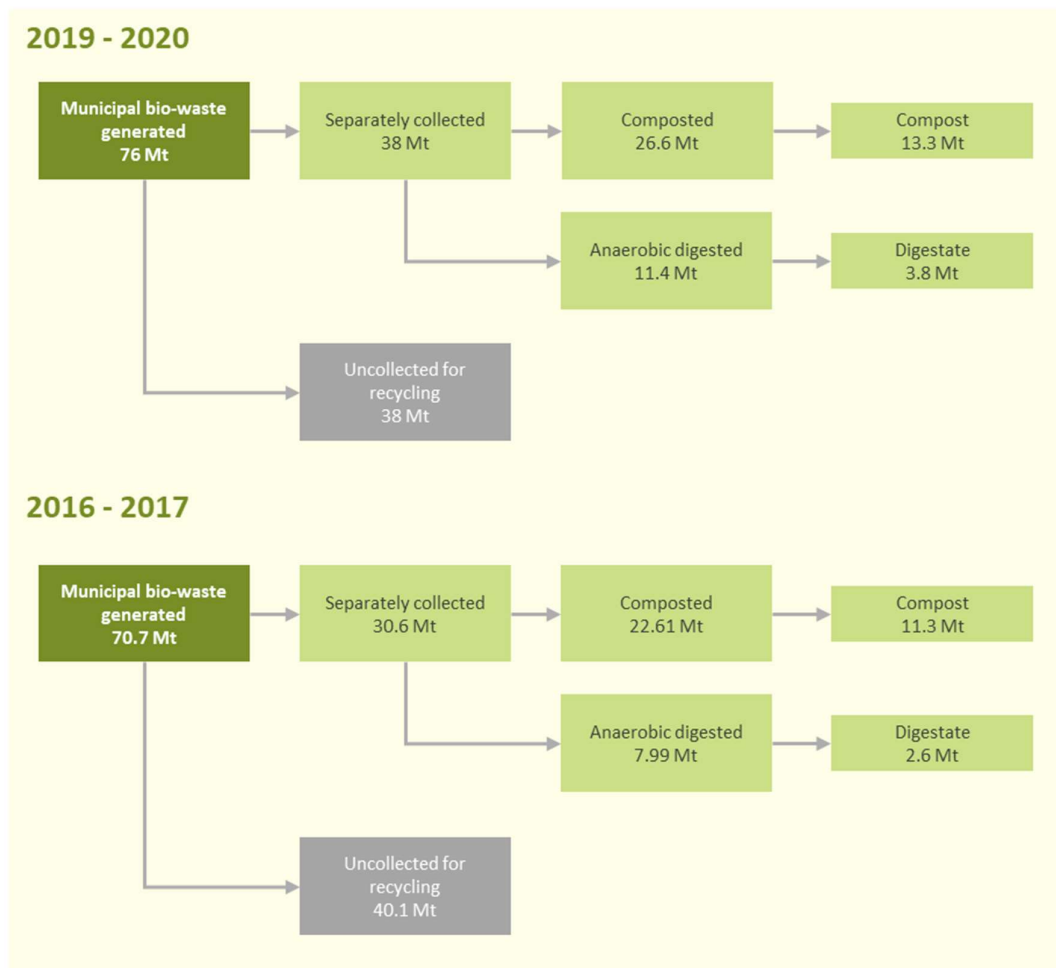 2019 - 2020
Municipal bio-waste
generated
76 Mt
Separately collected
38 Mt
Composted
26.6 Mt
Compost
13.3 Mt
Anaerobic digested
11.4 Mt
Digestate
3.8 Mt
Uncollected for
recycling
38 Mt
2016 - 2017
Municipal bio-waste
generated
70.7 Mt
Separately collected
30.6 Mt
Composted
22.61 Mt
Compost
11.3 Mt
Anaerobic digested
7.99 Mt
Digestate
2.6 Mt
Uncollected for
recycling
40.1 Mt